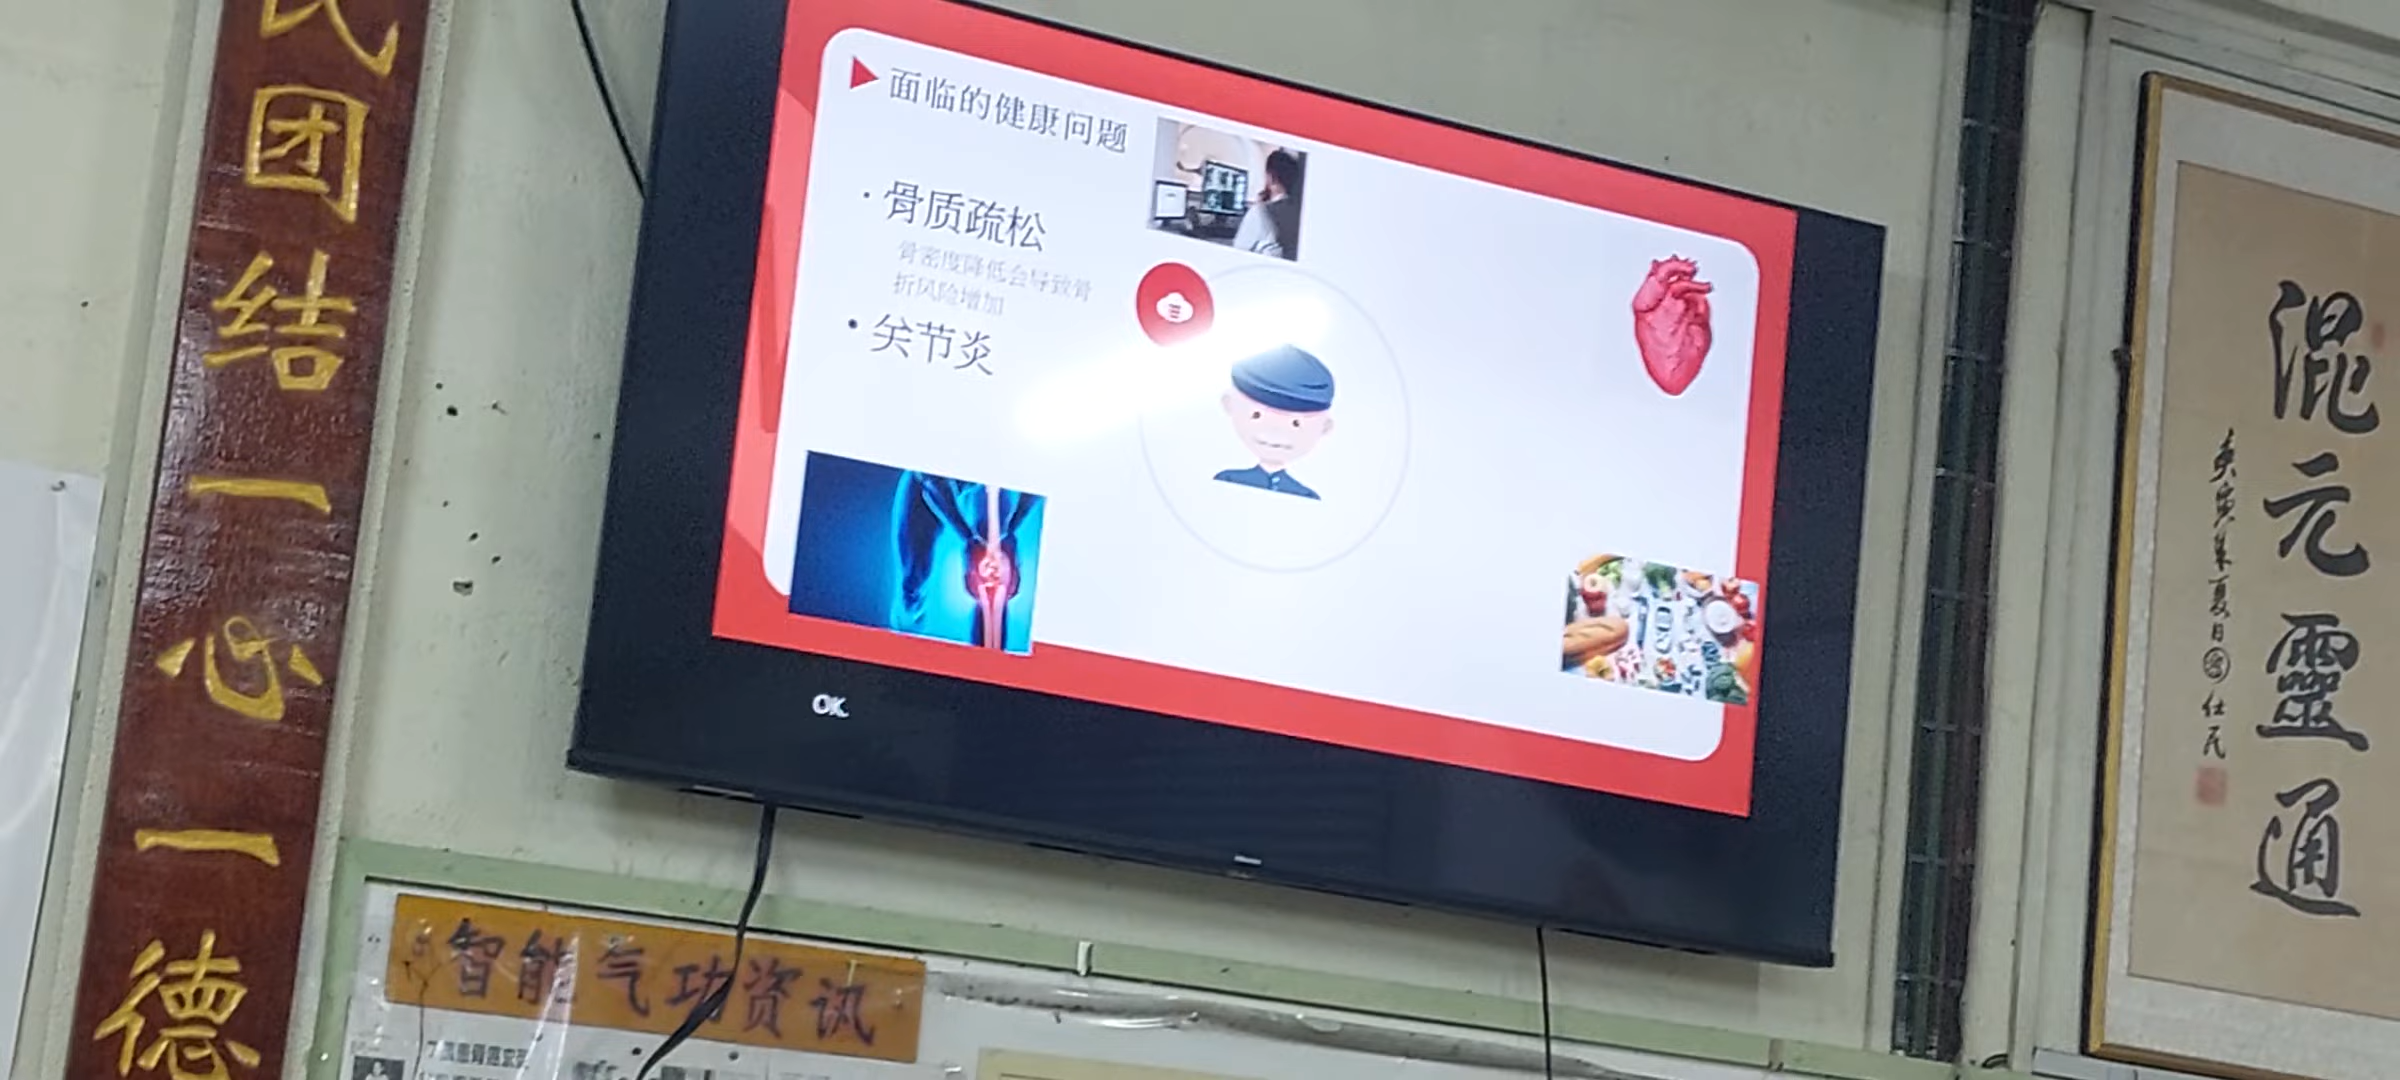 民
团
结
一
心
一
德
面临的健康问题
· 骨质疏松
骨密度降低会导致骨
折风险增加
• 关节炎
OK
智能气功资讯
混元靈通
仕民